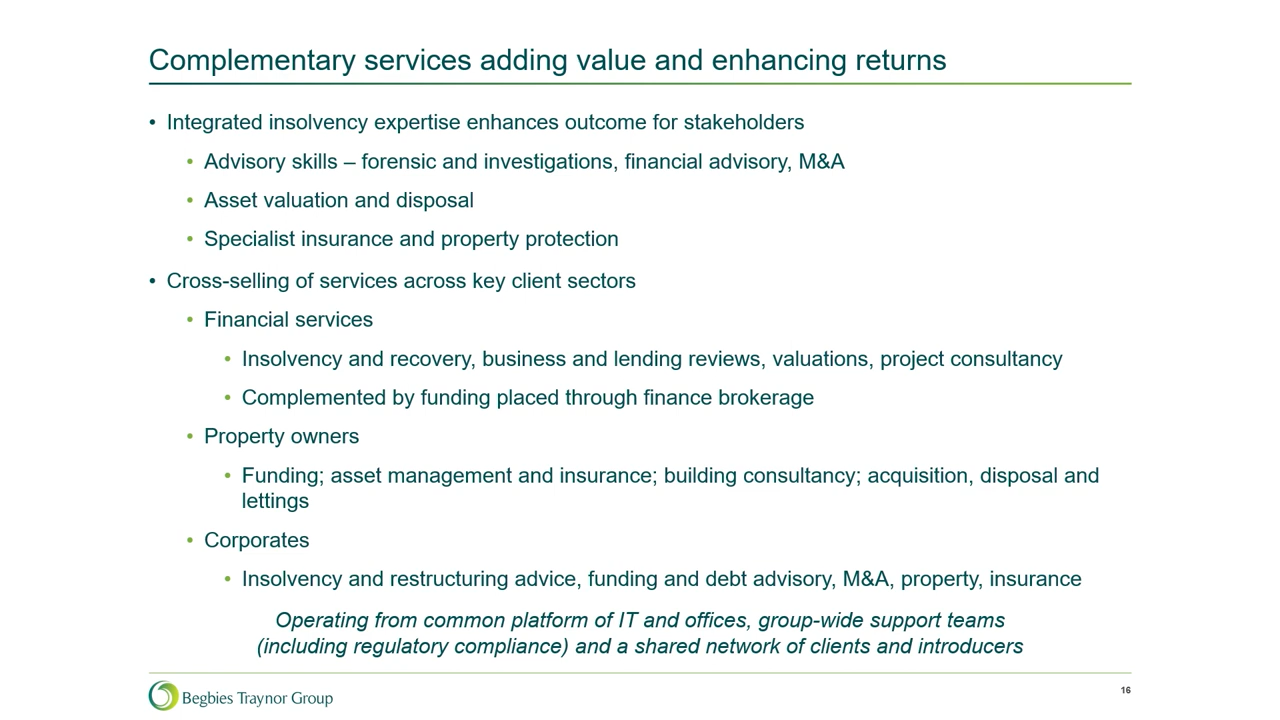 Complementary services adding value and enhancing returns
• Integrated insolvency expertise enhances outcome for stakeholders
• Advisory skills – forensic and investigations, financial advisory, M&A
• Asset valuation and disposal
• Specialist insurance and property protection
• Cross-selling of services across key client sectors
• Financial services
• Insolvency and recovery, business and lending reviews, valuations, project consultancy
• Complemented by funding placed through finance brokerage
• Property owners
• Funding; asset management and insurance; building consultancy; acquisition, disposal and
lettings
• Corporates
• Insolvency and restructuring advice, funding and debt advisory, M&A, property, insurance
Operating from common platform of IT and offices, group-wide support teams
(including regulatory compliance) and a shared network of clients and introducers
Begbies Traynor Group
16